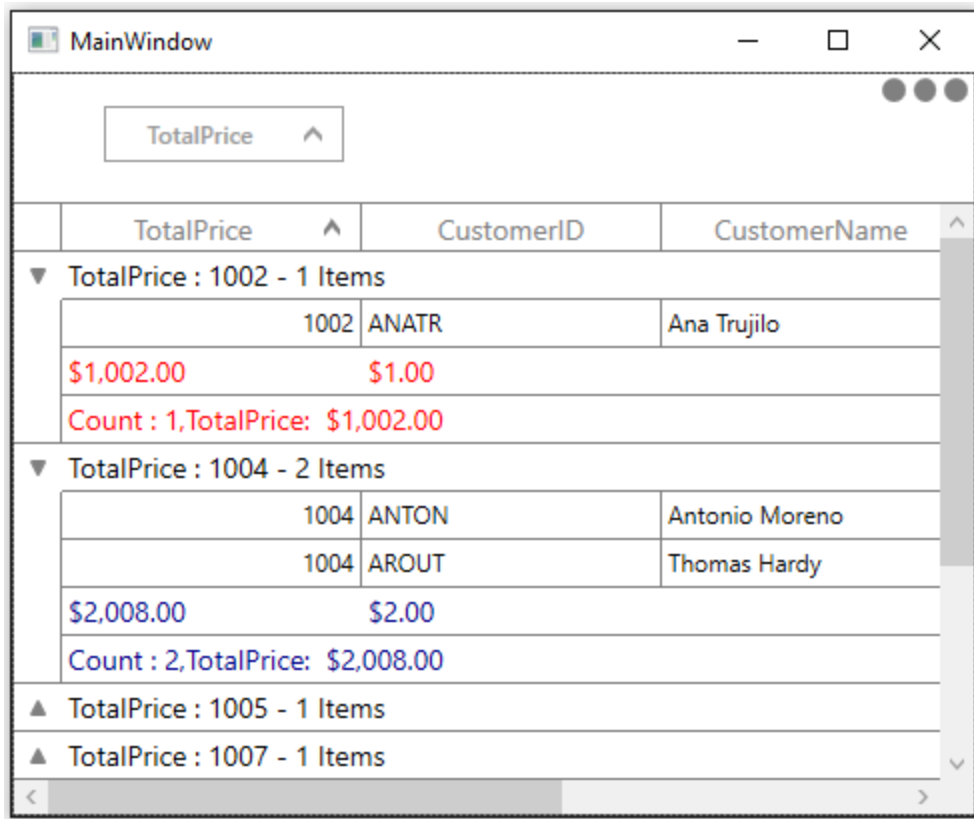 MainWindow
TotalPrice
TotalPrice CustomerID CustomerName
TotalPrice : 1002 - 1 Items
1002 ANATR Ana Trujilo
$1,002.00 $1.00
Count : 1,TotalPrice:  $1,002.00
TotalPrice : 1004 - 2 Items
1004 ANTON Antonio Moreno
1004 AROUT Thomas Hardy
$2,008.00 $2.00
Count : 2,TotalPrice:  $2,008.00
TotalPrice : 1005 - 1 Items
TotalPrice : 1007 - 1 Items